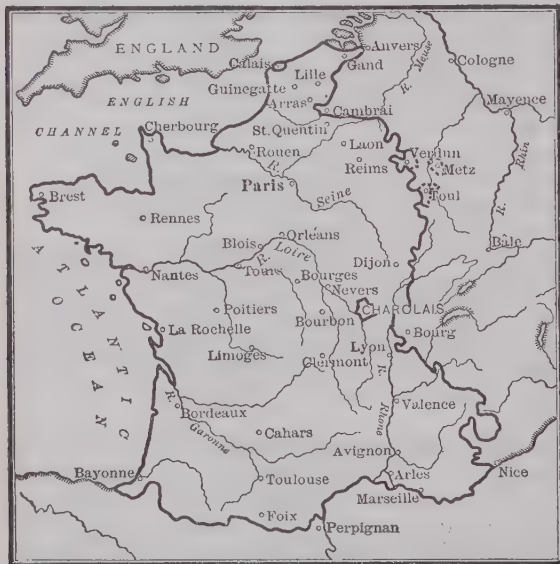 ENGLAND
Anvers
Calais
Gand
Lille
R. Meuse
Cologne
Guinegatte
ENGLISH
Arras
Cambrai
Mayence
CHANNEL
Cherbourg
St. Quentin
Laon
R. Rhin
Rouen
Reims
Verdun
Metz
Paris
R. Seine
Toul
Brest
Rennes
Orléans
Blois
R. Loire
Dijon
Bâle
Nantes
Tours
Bourges
Nevers
ATLANTIC
OCEAN
Poitiers
Bourbon
CHAROLAIS
La Rochelle
Bourg
Limoges
Clermont
Lyon
R. Rhone
Bordeaux
Valence
R. Garonne
Cahars
Avignon
Bayonne
Toulouse
Arles
Nice
Marseille
Foix
Perpignan